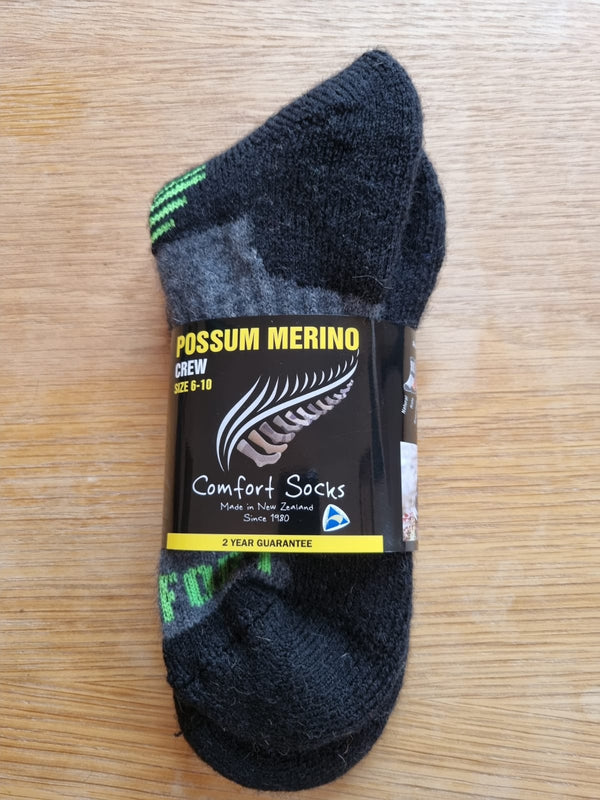 POSSUM MERINO
CREW
SIZE 6-10
Comfort Socks
Made in New Zealand
Since 1980
2 YEAR GUARANTEE